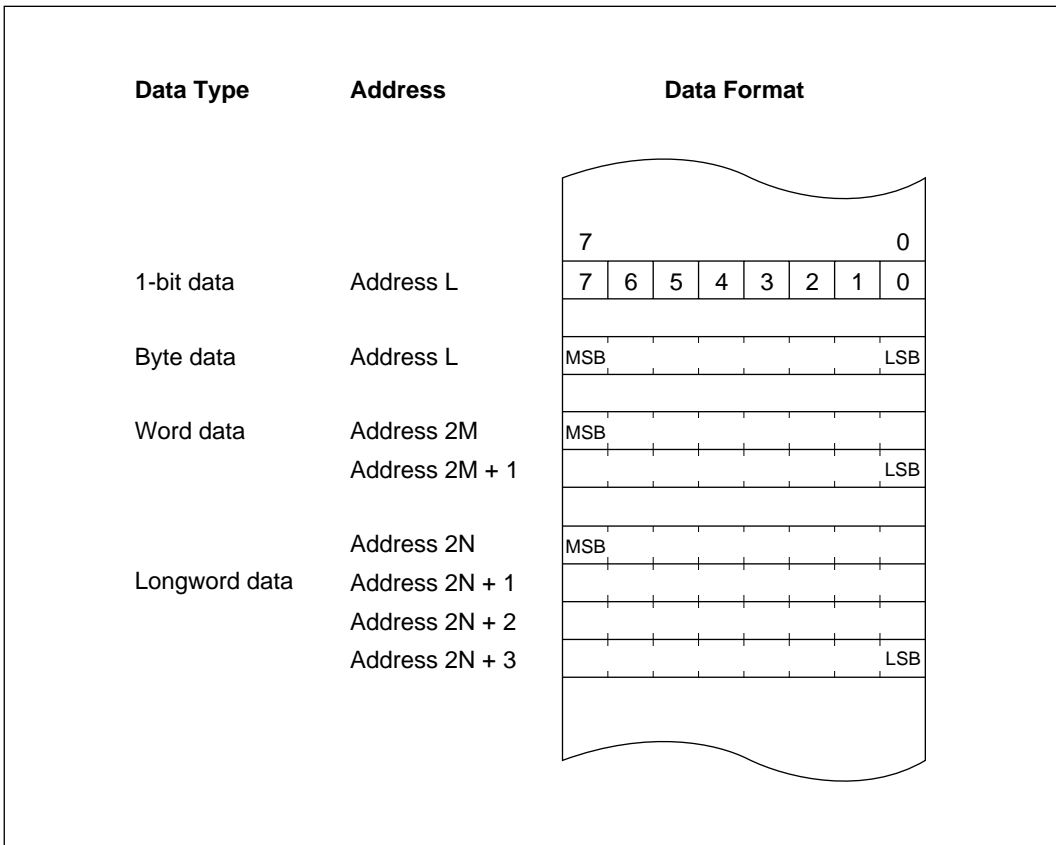 Data Type Address Data Format
7 0
1-bit data Address L 7 6 5 4 3 2 1 0
Byte data Address L MSB LSB
Word data Address 2M MSB
Address 2M + 1 LSB
Address 2N MSB
Longword data Address 2N + 1
Address 2N + 2
Address 2N + 3 LSB